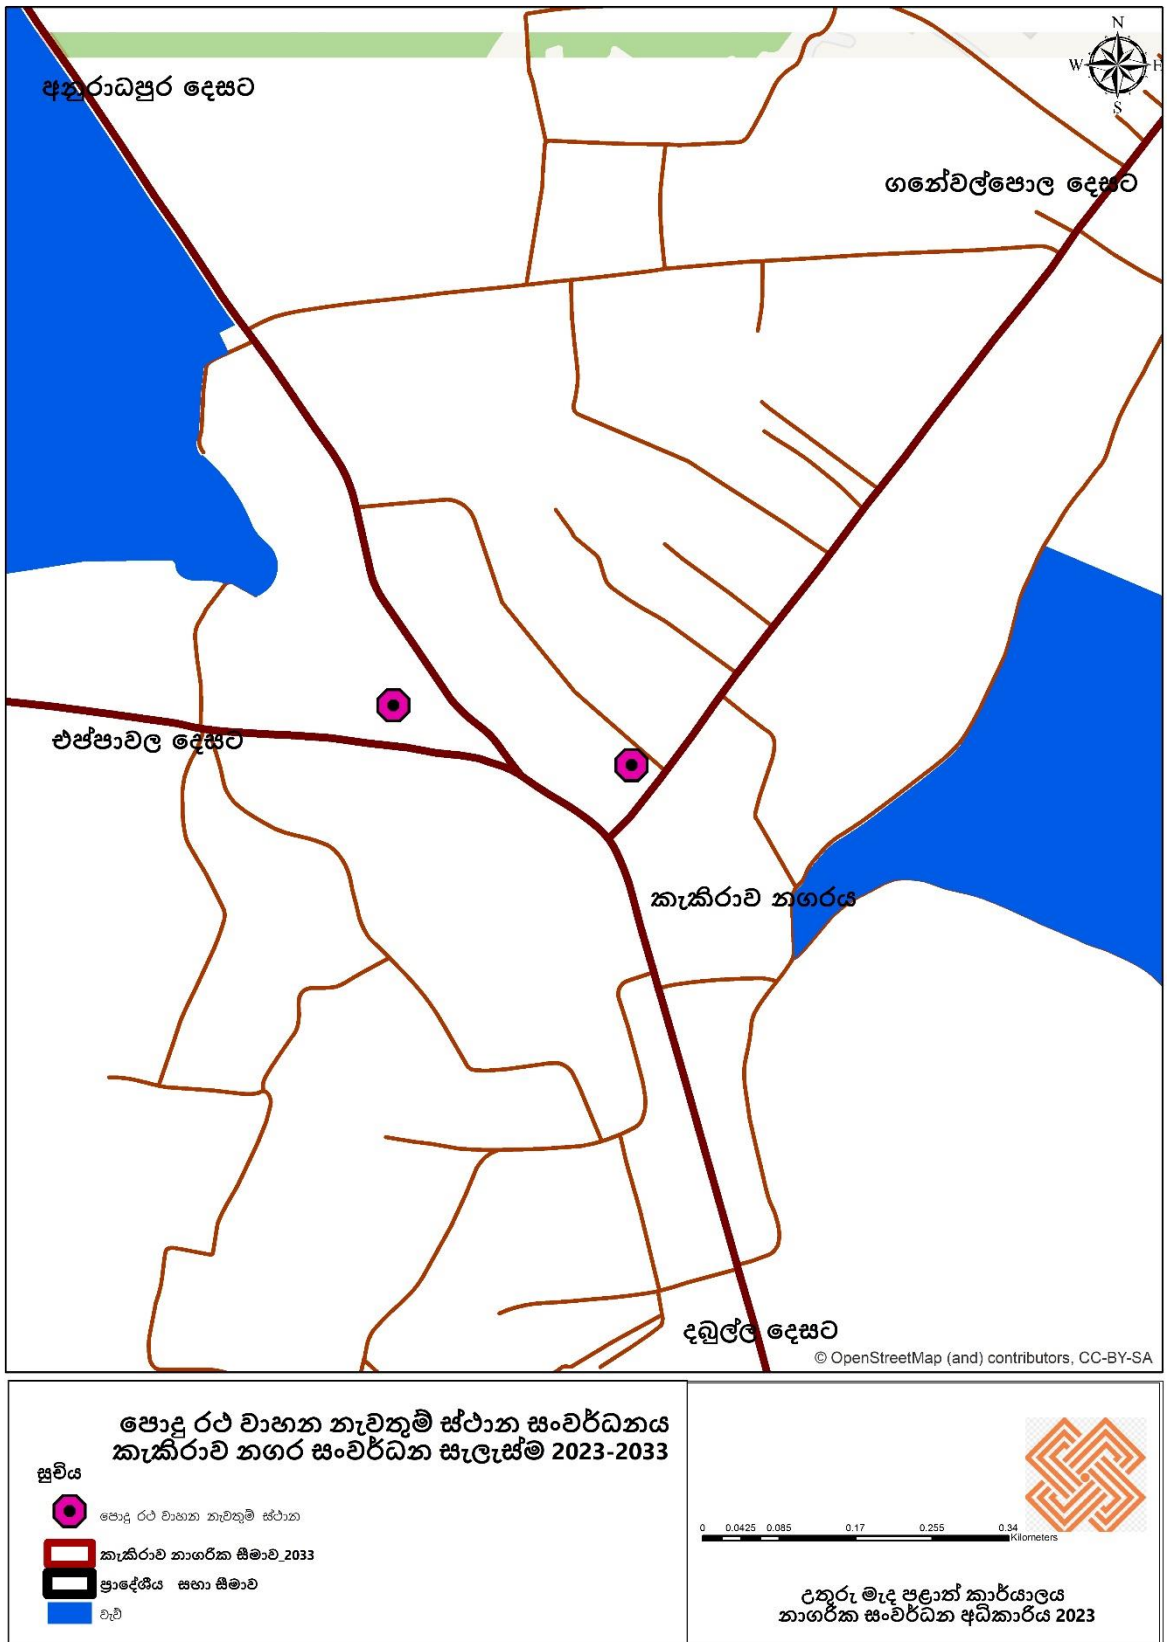 N
W E
S
අනුරාධපුර දෙසට
ගනේවල්පොල දෙසට
එප්පාවල දෙසට
කැකිරාව නගරය
දබුල්ල දෙසට
© OpenStreetMap (and) contributors, CC-BY-SA
පොදු රථ වාහන නැවතුම් ස්ථාන සංවර්ධනය
කැකිරාව නගර සංවර්ධන සැලැස්ම 2023-2033
සුචිය
පොදු රථ වාහන නැවතුම් ස්ථාන
කැකිරාව නාගරික සීමාව_2033
ප්‍රාදේශීය සභා සීමාව
වැව්
0 0.0425 0.085 0.17 0.255 0.34
Kilometers
උතුරු මැද පළාත් කාර්යාලය
නාගරික සංවර්ධන අධිකාරිය 2023